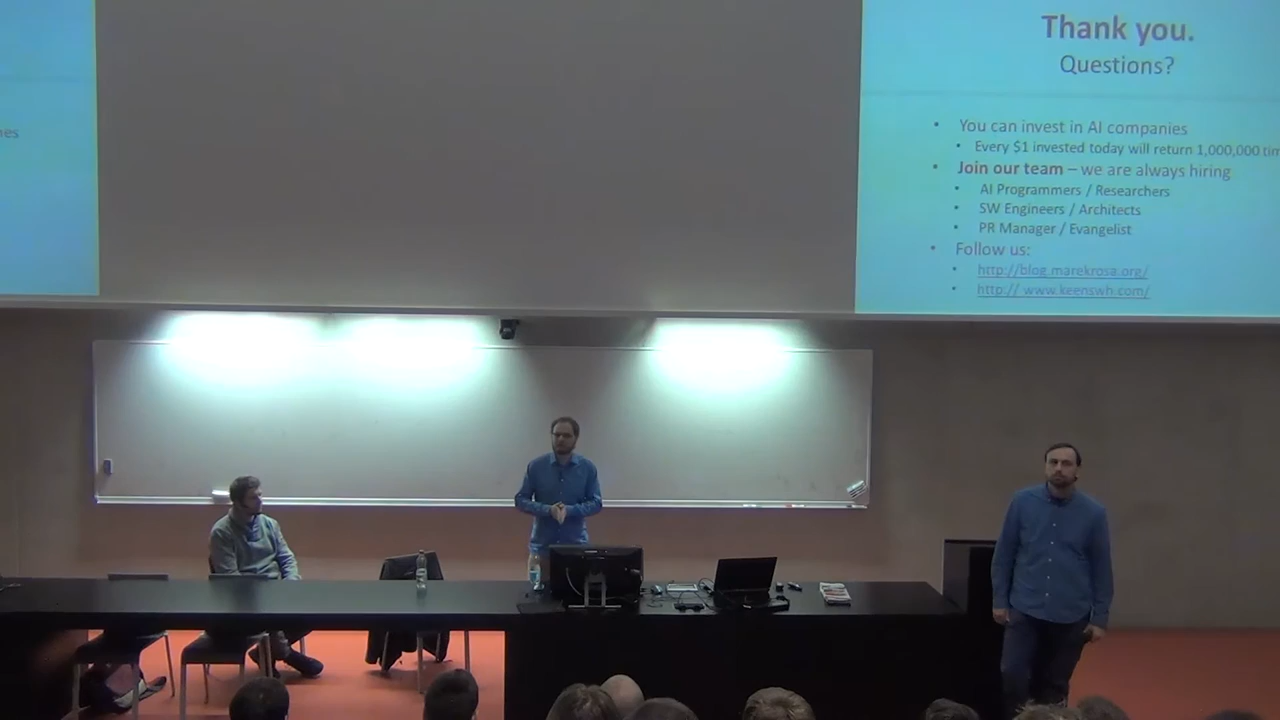 nes
Thank you.
Questions?
• You can invest in AI companies
• Every $1 invested today will return 1,000,000 tim
• Join our team – we are always hiring
• AI Programmers / Researchers
• SW Engineers / Architects
• PR Manager / Evangelist
• Follow us:
• http://blog.marekrosa.org/
• http:// www.keenswh.com/